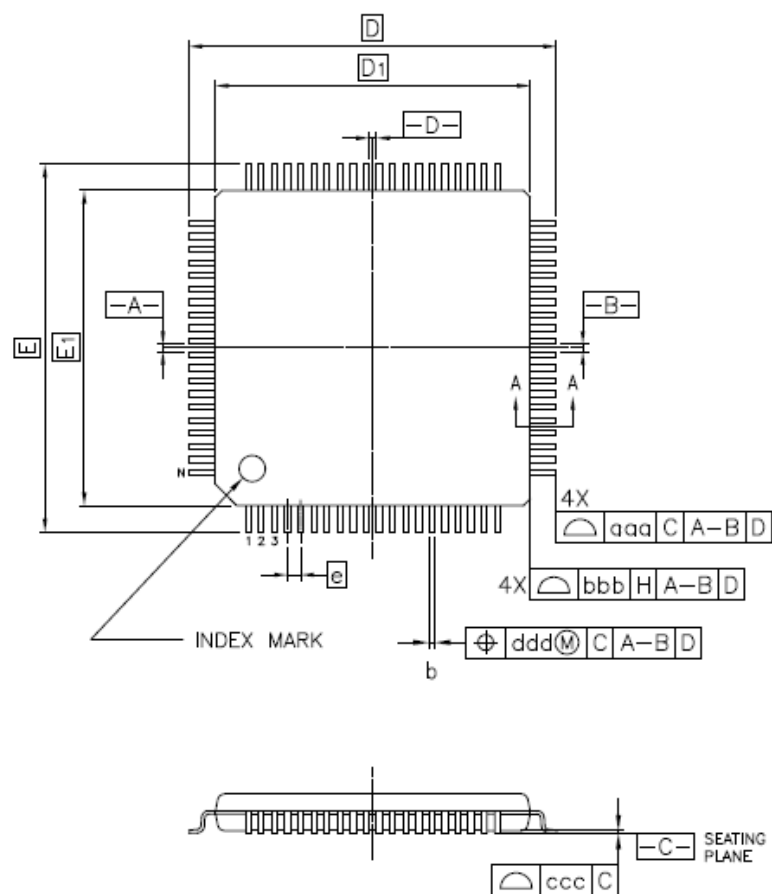 D
D1
-D-
-A-
-B-
E
E1
A A
N
1 2 3
4X
aaa C A-B D
e
4X bbb H A-B D
INDEX MARK
ddd Ⓜ C A-B D
b
-C- SEATING
PLANE
ccc C